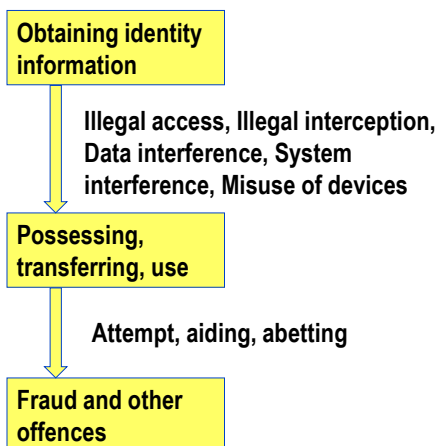 Obtaining identity
information
Illegal access, Illegal interception,
Data interference, System
interference, Misuse of devices
Possessing,
transferring, use
Attempt, aiding, abetting
Fraud and other
offences